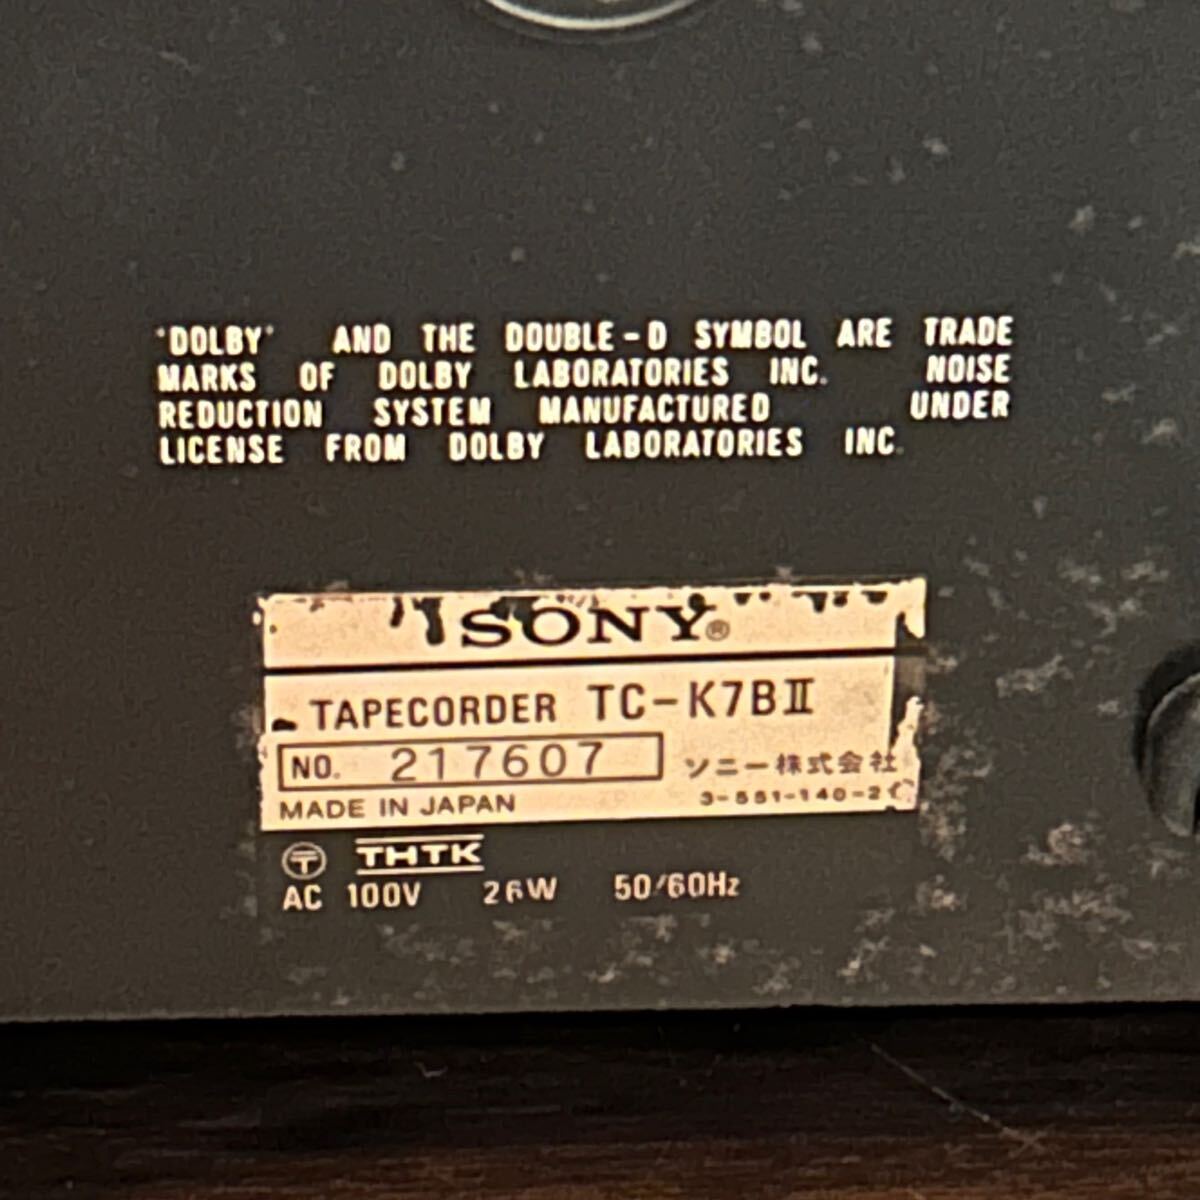 "DOLBY" AND THE DOUBLE-D SYMBOL ARE TRADE
MARKS OF DOLBY LABORATORIES INC. NOISE
REDUCTION SYSTEM MANUFACTURED UNDER
LICENSE FROM DOLBY LABORATORIES INC.
SONY®
TAPECORDER TC-K7BII
NO. 217607
ソニー株式会社
MADE IN JAPAN
3-551-140-21
〒 THTK
AC 100V 26W 50/60Hz